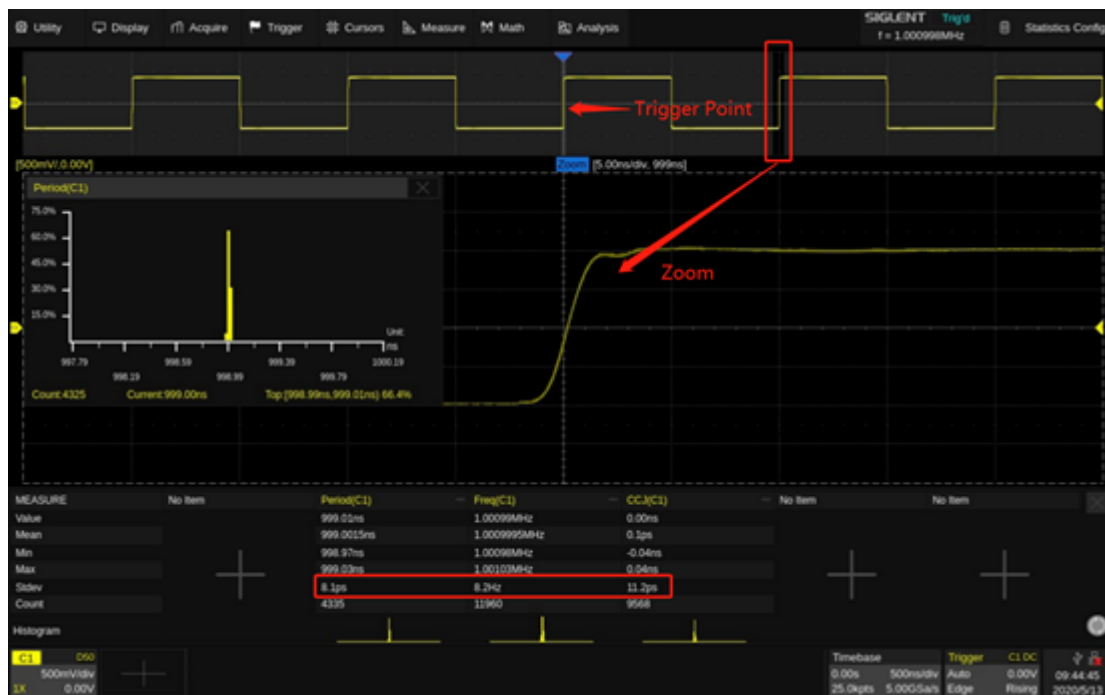 Utility Display Acquire Trigger Cursors Measure Math Analysis
SIGLENT Trig'd
f = 1.000998MHz
Statistics Config
Trigger Point
[500mV/,0.00V]
Zoom [5.00ns/div, 999ns]
Period(C1)
75.0%
60.0%
45.0%
30.0%
15.0%
Unit:
ns
997.79 998.59 999.39 1000.19
998.19 998.99 999.79
Count:4325 Current:999.00ns Top:[998.99ns,999.01ns) 66.4%
Zoom
MEASURE No Item Period(C1) Freq(C1) CCJ(C1) No Item No Item
Value 999.01ns 1.00099MHz 0.00ns
Mean 999.0015ns 1.0009995MHz 0.1ps
Min 998.97ns 1.00098MHz -0.04ns
Max 999.03ns 1.00103MHz 0.04ns
Stdev 8.1ps 8.2Hz 11.2ps
Count 4335 11960 9568
Histogram
C1 D50
500mV/div
1X 0.00V
Timebase
0.00s 500ns/div
25.0kpts 5.00GSa/s
Trigger C1 DC
Auto 0.00V
Edge Rising
09:44:45
2020/5/13